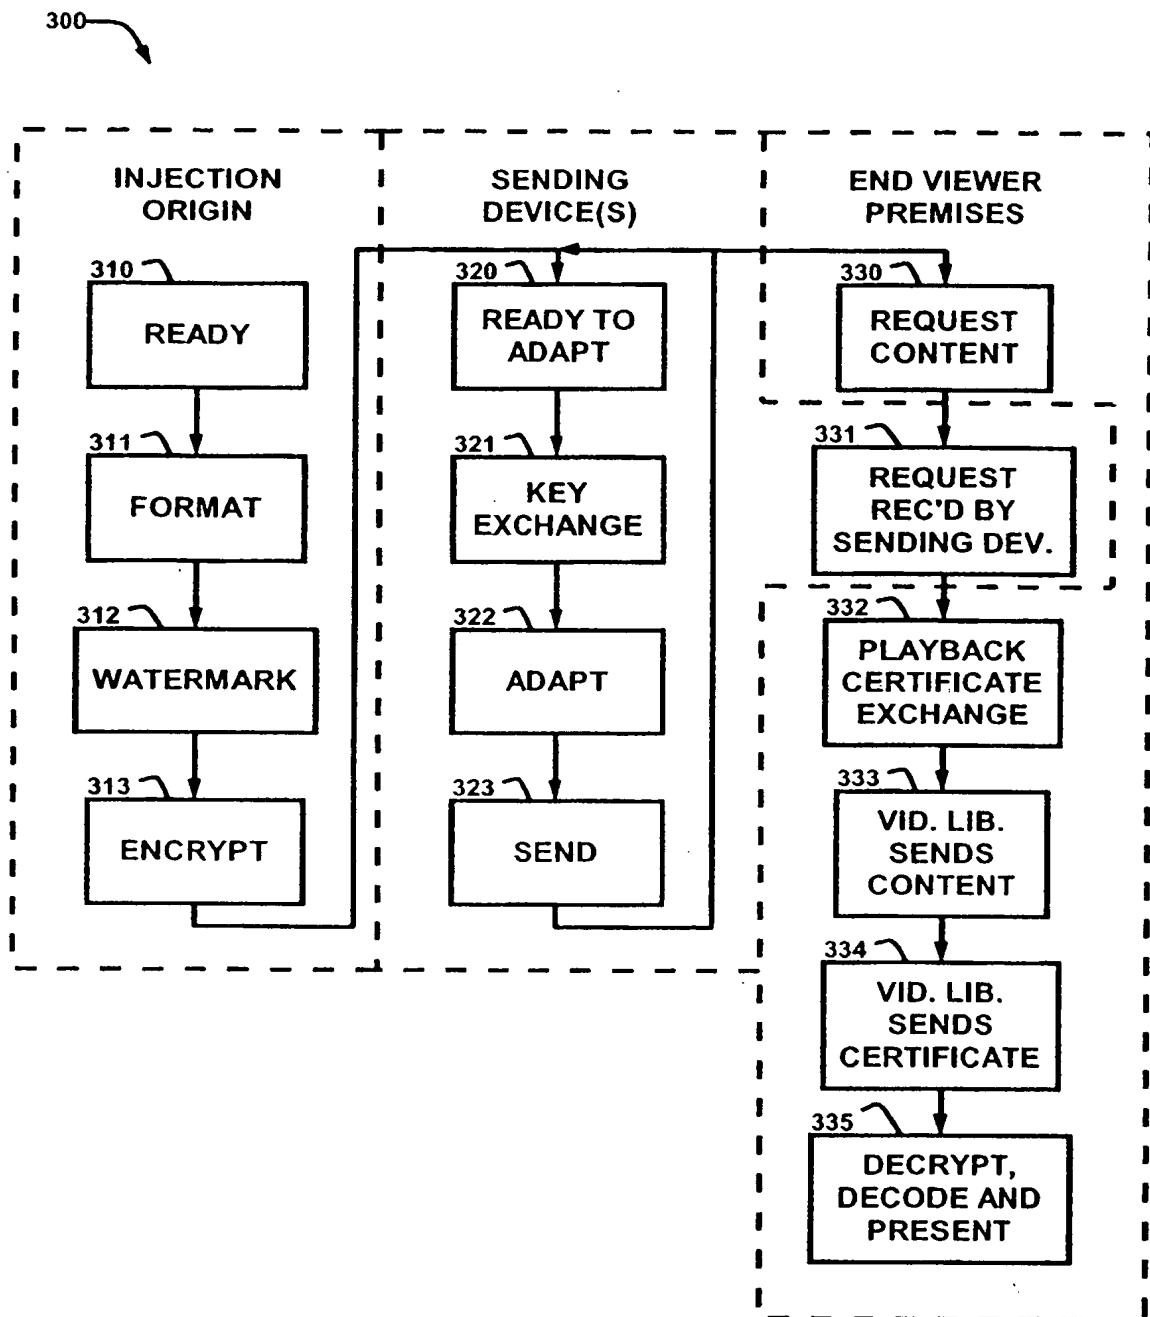 300
INJECTION
ORIGIN
310
READY
311
FORMAT
312
WATERMARK
313
ENCRYPT
SENDING
DEVICE(S)
320
READY TO
ADAPT
321
KEY
EXCHANGE
322
ADAPT
323
SEND
END VIEWER
PREMISES
330
REQUEST
CONTENT
331
REQUEST
REC'D BY
SENDING DEV.
332
PLAYBACK
CERTIFICATE
EXCHANGE
333
VID. LIB.
SENDS
CONTENT
334
VID. LIB.
SENDS
CERTIFICATE
335
DECRYPT,
DECODE AND
PRESENT